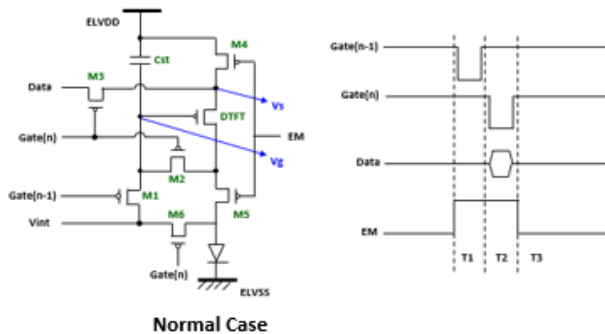 ELVDD
Cst
M4
M3
Data
Vs
DTFT
EM
Gate(n)
Vg
M2
Gate(n-1)
M1
M5
M6
Vint
Gate(n)
ELVSS
Normal Case
Gate(n-1)
Gate(n)
Data
EM
T1 T2 T3